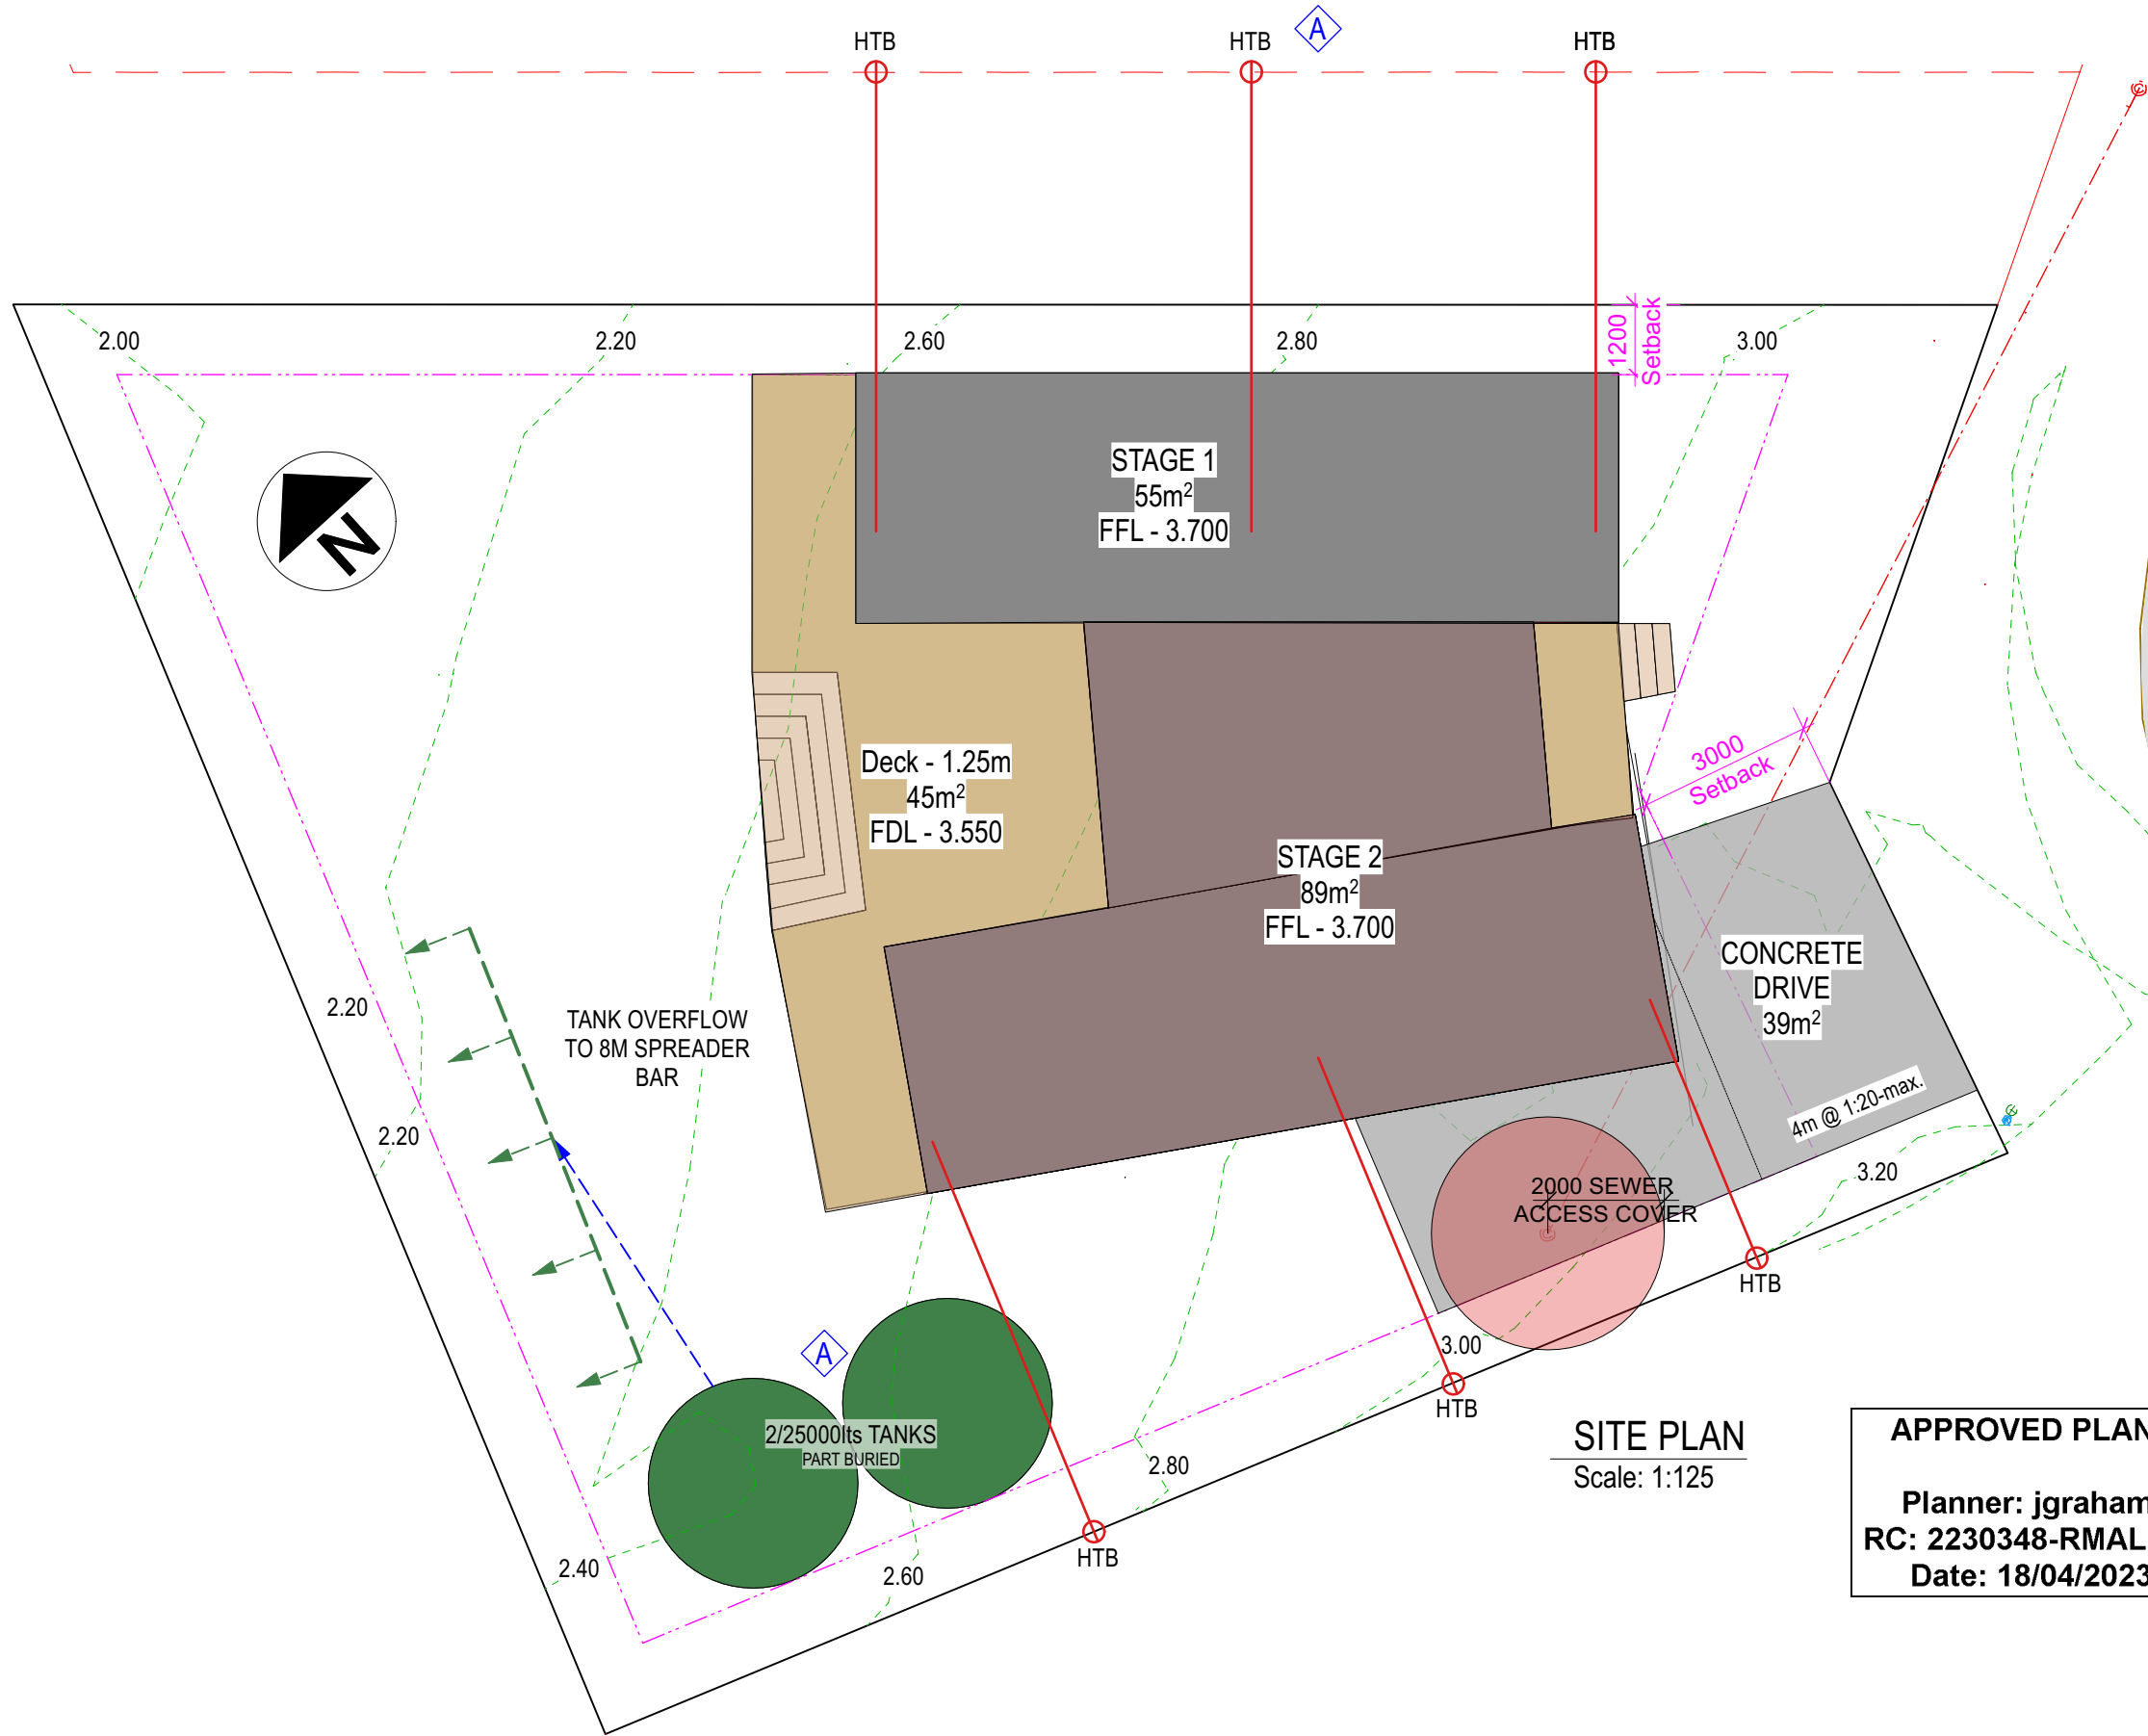 HTB
HTB
A
HTB
2.00
2.20
2.60
2.80
1200
Setback
3.00
N
STAGE 1
55m²
FFL - 3.700
Deck - 1.25m
45m²
FDL - 3.550
3000
Setback
STAGE 2
89m²
FFL - 3.700
CONCRETE
DRIVE
39m²
4m @ 1:20-max.
2.20
TANK OVERFLOW
TO 8M SPREADER
BAR
2.20
3.20
2000 SEWER
ACCESS COVER
HTB
A
3.00
HTB
2/25000lts TANKS
PART BURIED
2.80
HTB
2.40
2.60
SITE PLAN
Scale: 1:125
APPROVED PLAN
Planner: jgraham
RC: 2230348-RMAL
Date: 18/04/2023